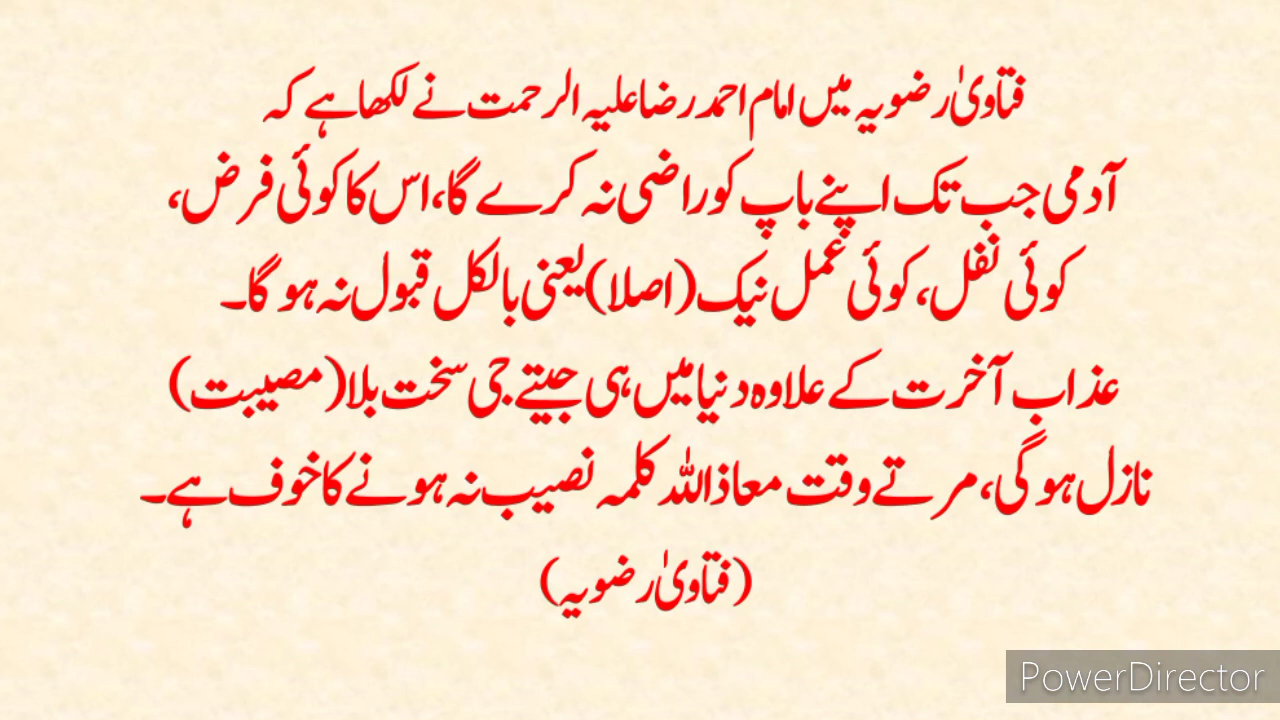 فتاویٰ رضویہ میں امام احمد رضا علیہ الرحمت نے لکھا ہے کہ
آدمی جب تک اپنے باپ کو راضی نہ کرے گا، اس کا کوئی فرض،
کوئی نفل، کوئی عمل نیک (اصلا) یعنی بالکل قبول نہ ہو گا۔
عذاب آخرت کے علاوہ دنیا میں ہی جیتے جی سخت بلا (مصیبت)
نازل ہو گی، مرتے وقت معاذ اللہ کلمہ نصیب نہ ہونے کا خوف ہے۔
(فتاویٰ رضویہ)
PowerDirector